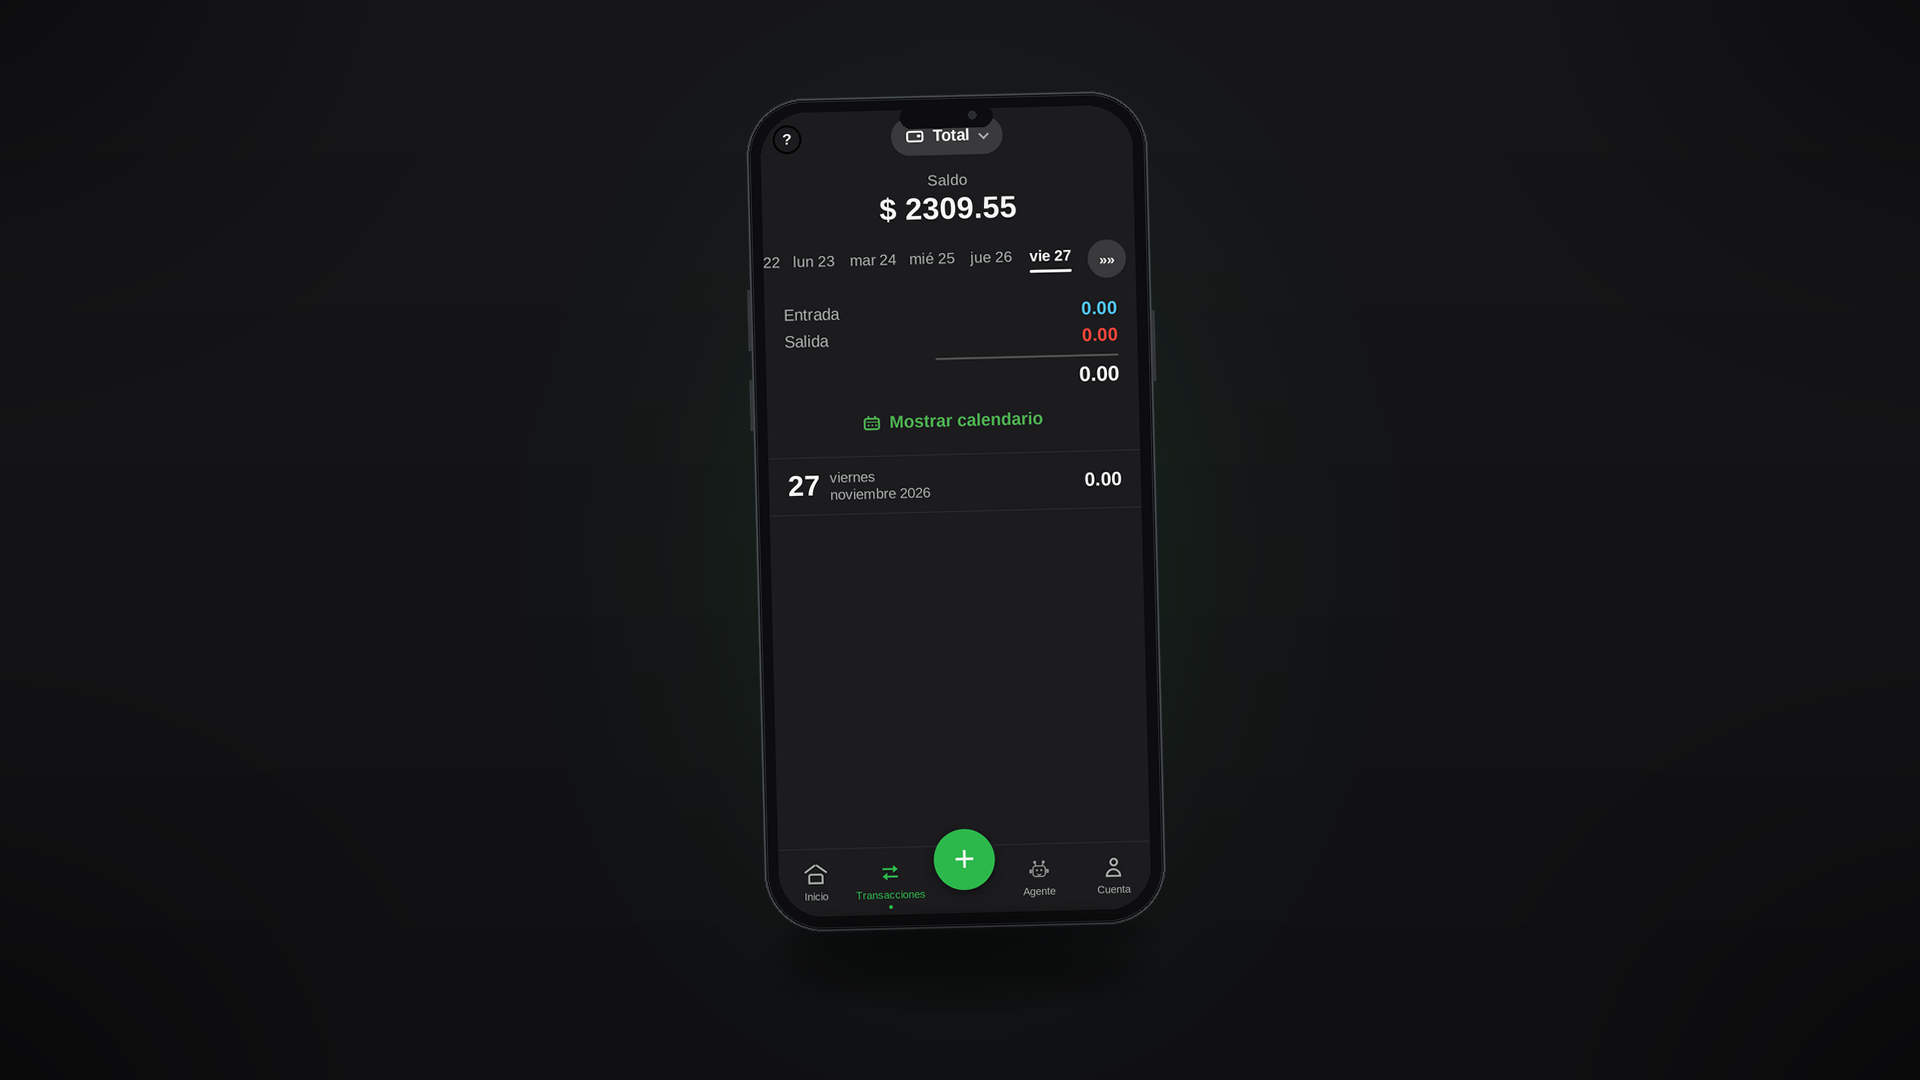 ?
Total
Saldo
$ 2309.55
22 lun 23 mar 24 mié 25 jue 26 vie 27 »»
Entrada 0.00
Salida 0.00
0.00
Mostrar calendario
27 viernes 0.00
noviembre 2026
+
Inicio Transacciones Agente Cuenta